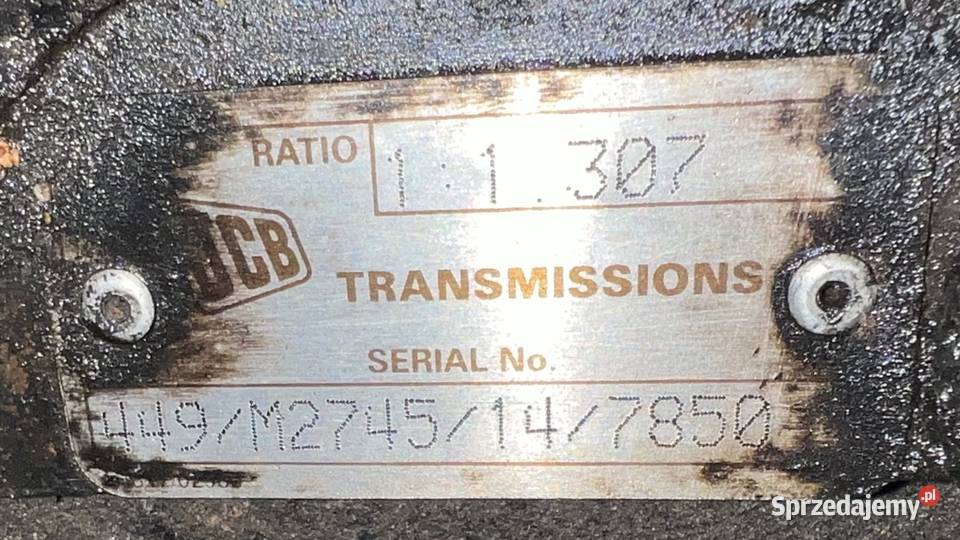 RATIO 1 : 1.307
JCB
TRANSMISSIONS
SERIAL No.
449/M2745/14/7850
Sprzedajemy.pl